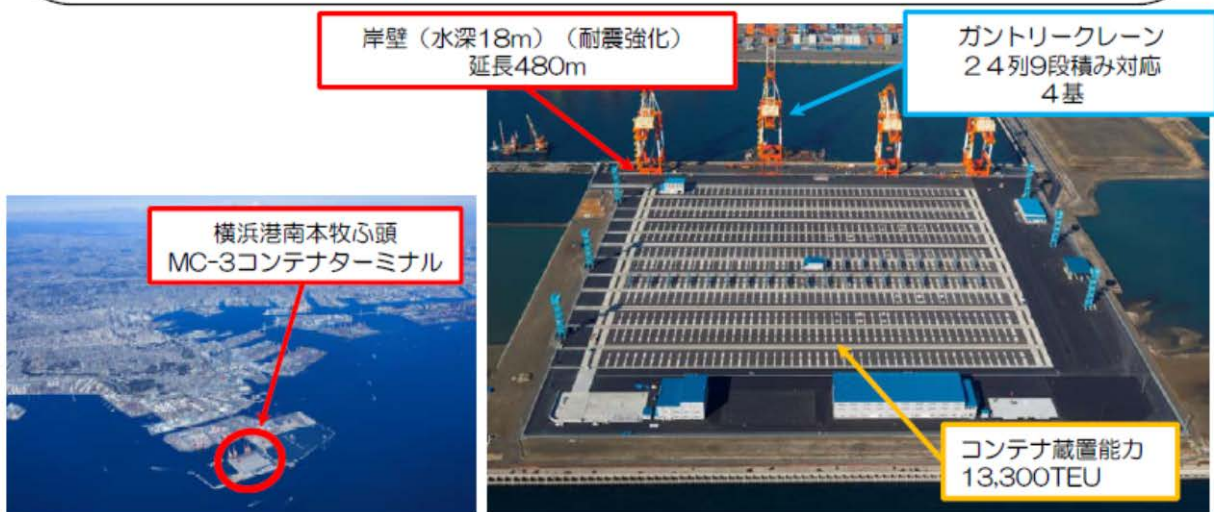 岸壁（水深18m）（耐震強化）
延長480m
ガントリークレーン
２４列9段積み対応
４基
横浜港南本牧ふ頭
MC-3コンテナターミナル
コンテナ蔵置能力
13,300TEU